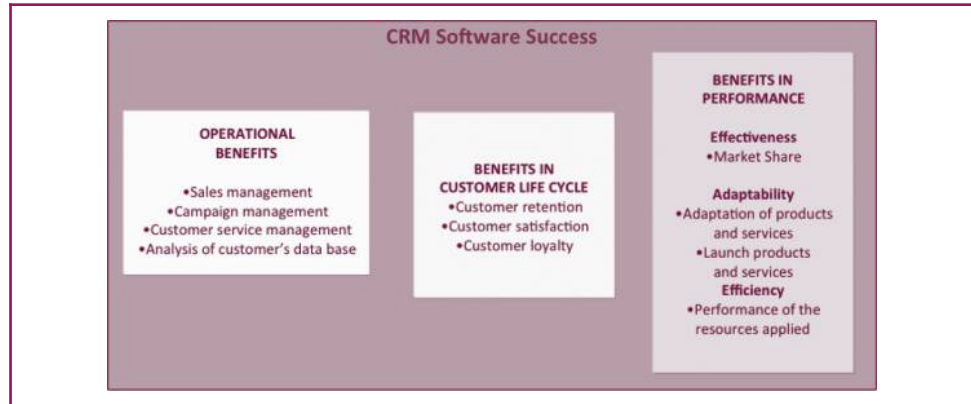 CRM Software Success
OPERATIONAL
BENEFITS
•Sales management
•Campaign management
•Customer service management
•Analysis of customer's data base
BENEFITS IN
CUSTOMER LIFE CYCLE
•Customer retention
•Customer satisfaction
•Customer loyalty
BENEFITS IN
PERFORMANCE
Effectiveness
•Market Share
Adaptability
•Adaptation of products
and services
•Launch products
and services
Efficiency
•Performance of the
resources applied